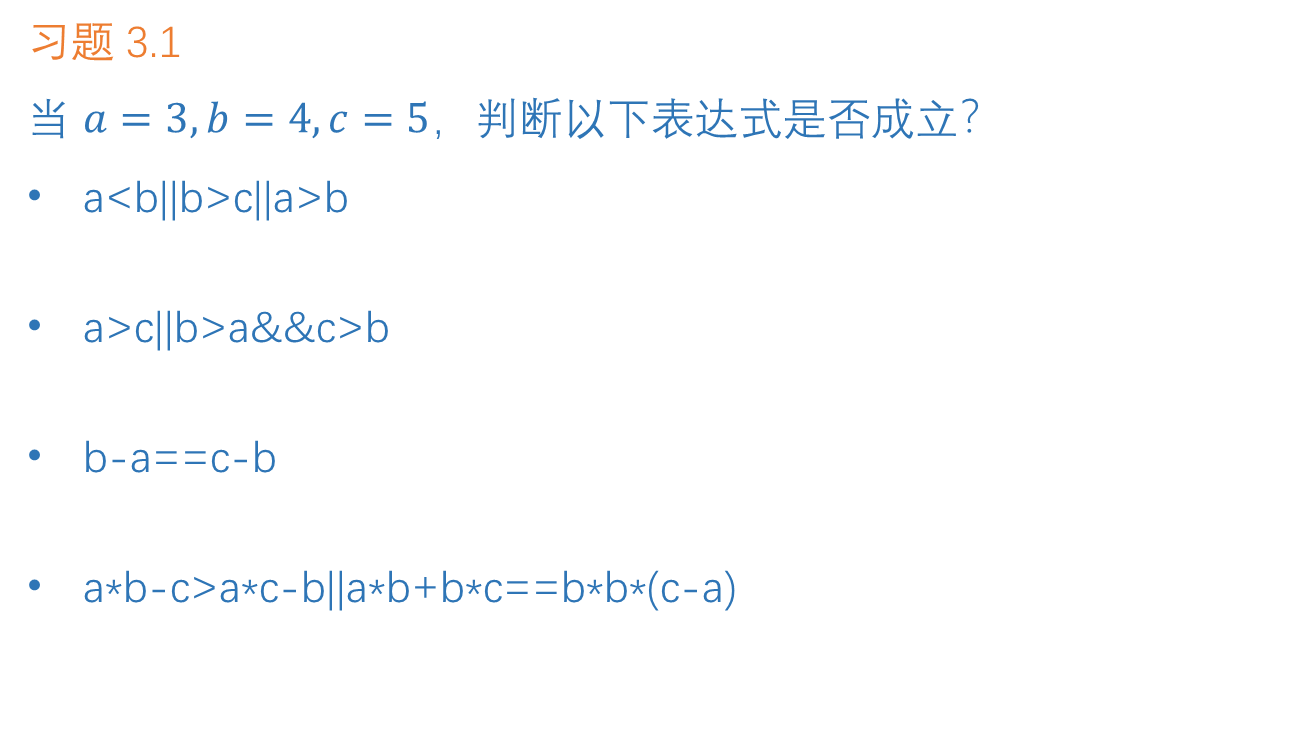 习题 3.1
当 a = 3, b = 4, c = 5, 判断以下表达式是否成立?
• a<b||b>c||a>b
• a>c||b>a&&c>b
• b-a==c-b
• a*b-c>a*c-b||a*b+b*c==b*b*(c-a)